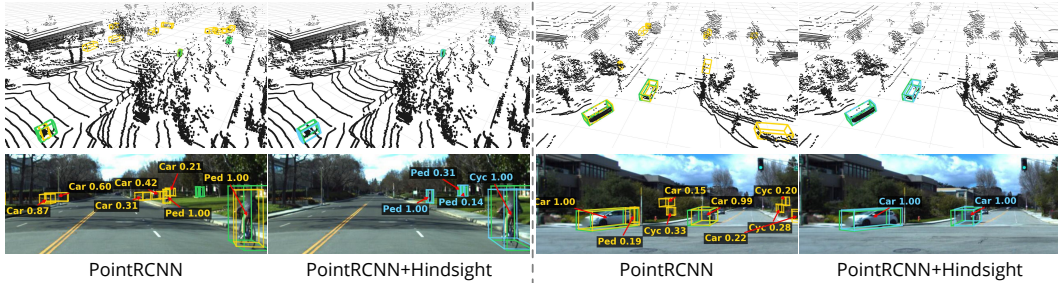 Car 0.21
Ped 1.00
Car 0.42
Car 0.60
Car 0.87
Car 0.31
Ped 1.00
Ped 0.31
Cyc 1.00
Ped 1.00
Ped 0.14
Car 0.15
Cyc 0.20
Car 1.00
Car 0.99
Ped 0.19
Cyc 0.33
Car 0.22
Cyc 0.28
Car 1.00
Car 1.00
PointRCNN
PointRCNN+Hindsight
PointRCNN
PointRCNN+Hindsight